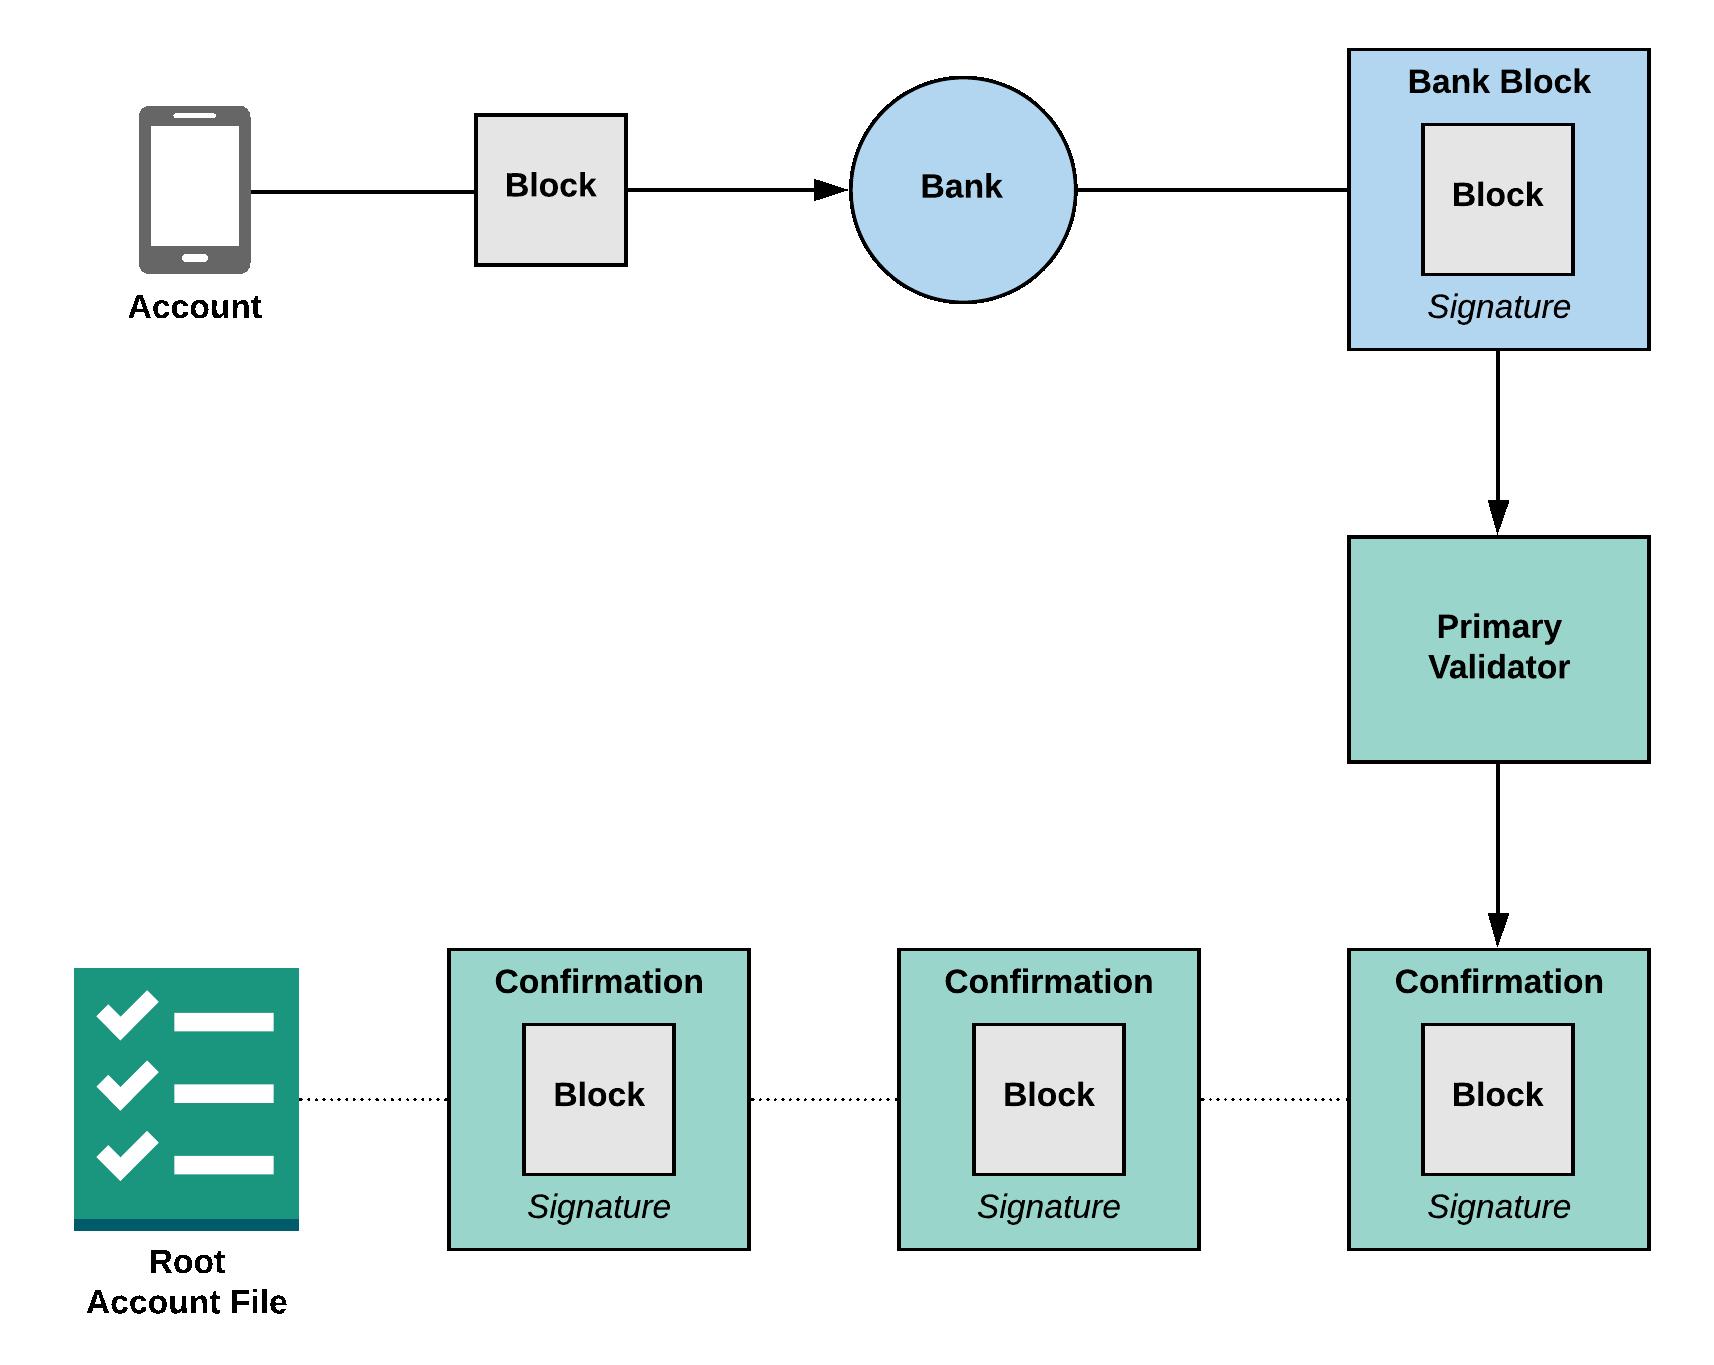 Account
Block
Bank
Bank Block
Block
Signature
Primary
Validator
Confirmation
Block
Signature
Confirmation
Block
Signature
Confirmation
Block
Signature
Root
Account File